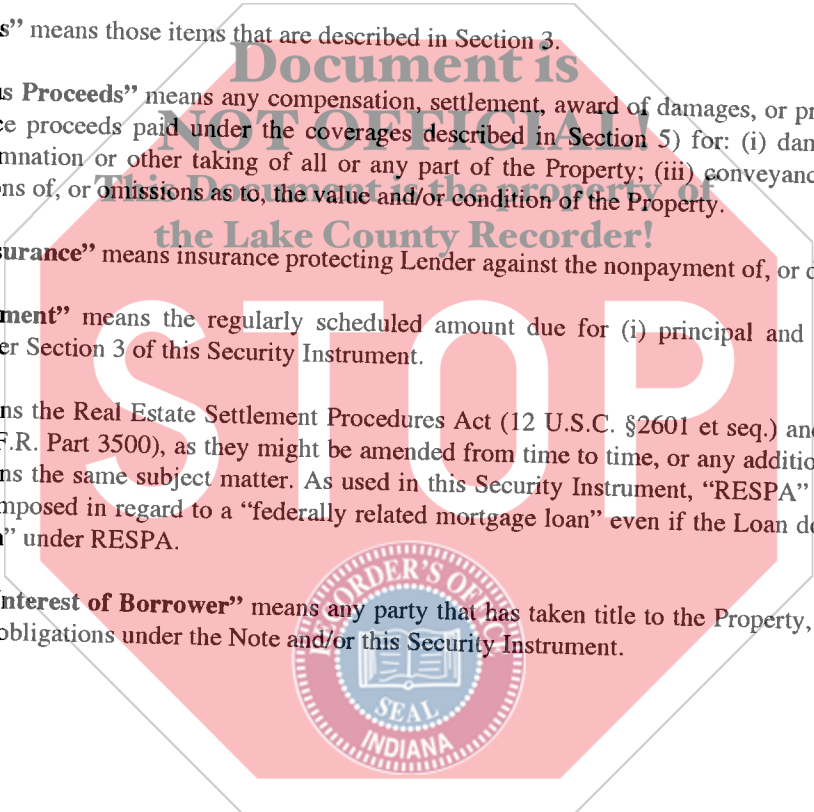 s” means those items that are described in Section 3.
Document is
us Proceeds” means any compensation, settlement, award of damages, or pr
NOT OFFICIAL!
ce proceeds paid under the coverages described in Section 5) for: (i) dam
mnation or other taking of all or any part of the Property; (iii) conveyanc
This Document is the property of
ons of, or omissions as to, the value and/or condition of the Property.
the Lake County Recorder!
surance” means insurance protecting Lender against the nonpayment of, or d
ment” means the regularly scheduled amount due for (i) principal and
er Section 3 of this Security Instrument.
STOP
ns the Real Estate Settlement Procedures Act (12 U.S.C. §2601 et seq.) and
F.R. Part 3500), as they might be amended from time to time, or any additio
ns the same subject matter. As used in this Security Instrument, “RESPA”
mposed in regard to a “federally related mortgage loan” even if the Loan do
n” under RESPA.
RECORDER'S OFFICE
Interest of Borrower” means any party that has taken title to the Property,
obligations under the Note and/or this Security Instrument.
SEAL
INDIANA